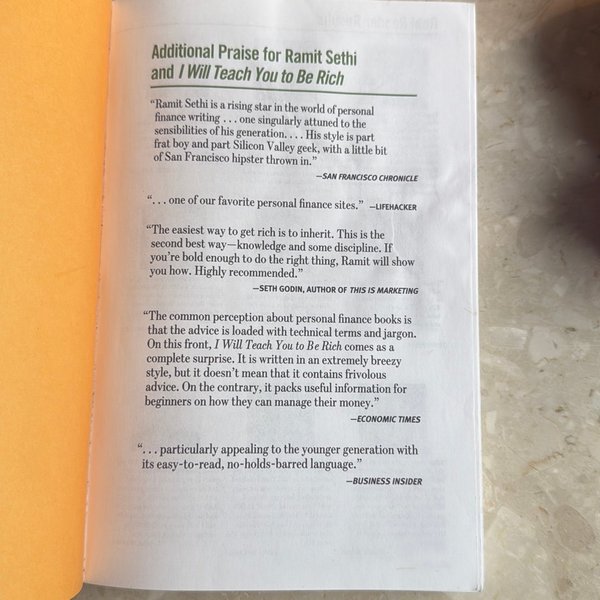 Additional Praise for Ramit Sethi
and I Will Teach You to Be Rich
“Ramit Sethi is a rising star in the world of personal
finance writing . . . one singularly attuned to the
sensibilities of his generation. . . . His style is part
frat boy and part Silicon Valley geek, with a little bit
of San Francisco hipster thrown in.”
—SAN FRANCISCO CHRONICLE
“. . . one of our favorite personal finance sites.” —LIFEHACKER
“The easiest way to get rich is to inherit. This is the
second best way—knowledge and some discipline. If
you’re bold enough to do the right thing, Ramit will show
you how. Highly recommended.”
—SETH GODIN, AUTHOR OF THIS IS MARKETING
“The common perception about personal finance books is
that the advice is loaded with technical terms and jargon.
On this front, I Will Teach You to Be Rich comes as a
complete surprise. It is written in an extremely breezy
style, but it doesn’t mean that it contains frivolous
advice. On the contrary, it packs useful information for
beginners on how they can manage their money.”
—ECONOMIC TIMES
“. . . particularly appealing to the younger generation with
its easy-to-read, no-holds-barred language.”
—BUSINESS INSIDER